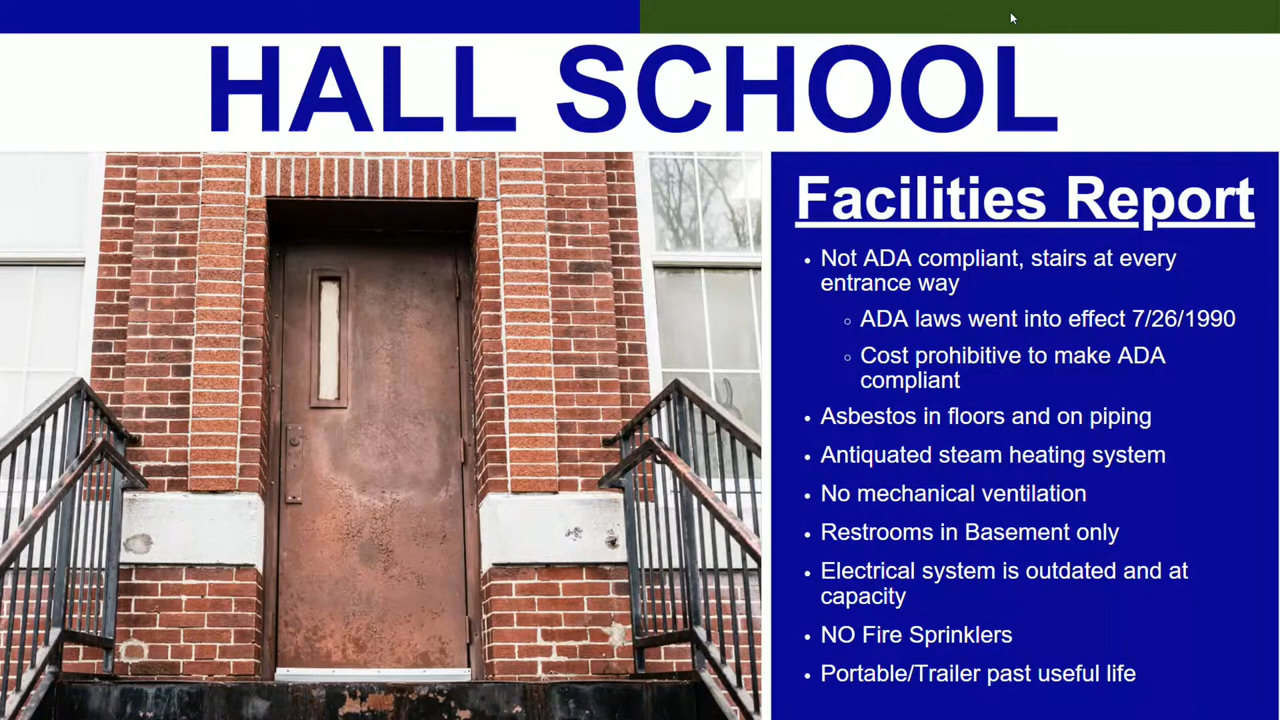 HALL SCHOOL
Facilities Report
• Not ADA compliant, stairs at every
entrance way
◦ ADA laws went into effect 7/26/1990
◦ Cost prohibitive to make ADA
compliant
• Asbestos in floors and on piping
• Antiquated steam heating system
• No mechanical ventilation
• Restrooms in Basement only
• Electrical system is outdated and at
capacity
• NO Fire Sprinklers
• Portable/Trailer past useful life